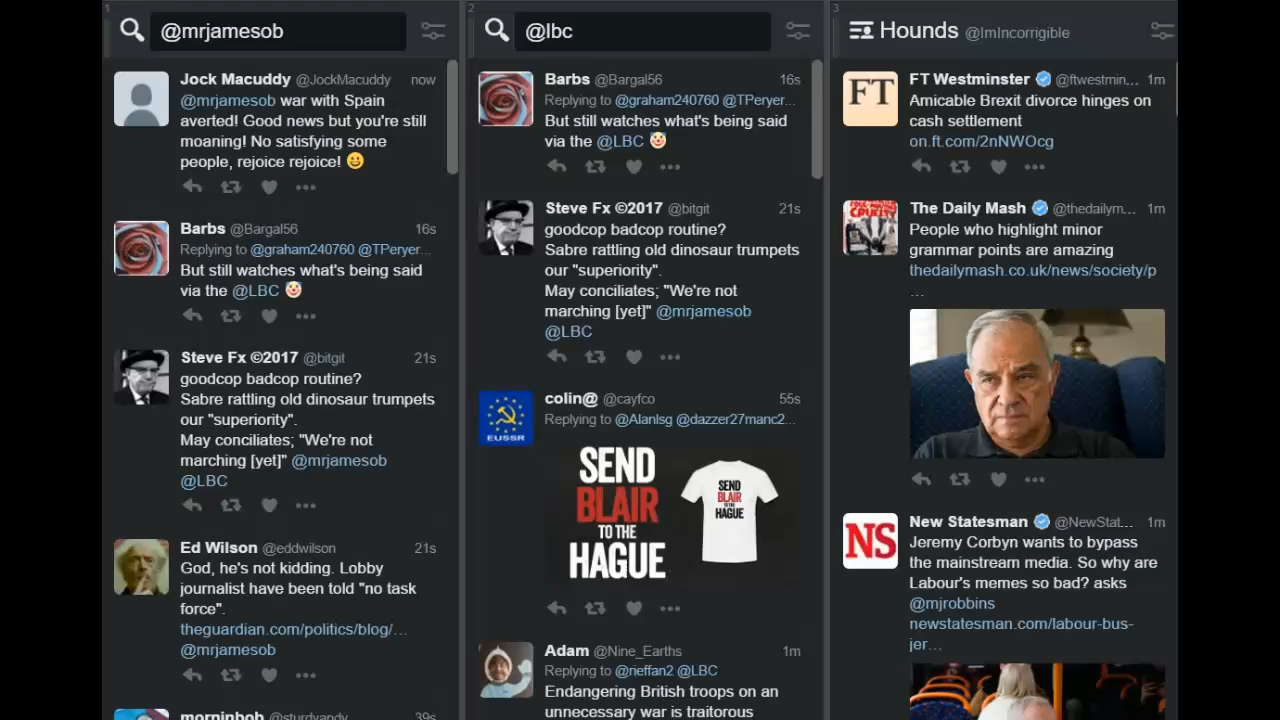 1
@mrjamesob
Jock Macuddy @JockMacuddy now
@mrjamesob war with Spain
averted! Good news but you're still
moaning! No satisfying some
people, rejoice rejoice! 😀
Barbs @Bargal56 16s
Replying to @graham240760 @TPeryer...
But still watches what's being said
via the @LBC 🤡
Steve Fx ©2017 @bitgit 21s
goodcop badcop routine?
Sabre rattling old dinosaur trumpets
our "superiority".
May conciliates; "We're not
marching [yet]" @mrjamesob
@LBC
Ed Wilson @eddwilson 21s
God, he's not kidding. Lobby
journalist have been told "no task
force".
theguardian.com/politics/blog/...
@mrjamesob
morninbob @sturdyandy 39s
2
@lbc
Barbs @Bargal56 16s
Replying to @graham240760 @TPeryer...
But still watches what's being said
via the @LBC 🤡
Steve Fx ©2017 @bitgit 21s
goodcop badcop routine?
Sabre rattling old dinosaur trumpets
our "superiority".
May conciliates; "We're not
marching [yet]" @mrjamesob
@LBC
colin@ @cayfco 55s
EUSSR
Replying to @AlanIsg @dazzer27manc2...
SEND
BLAIR
TO THE
HAGUE
SEND
BLAIR
TO THE
HAGUE
Adam @Nine_Earths 1m
Replying to @rieffan2 @LBC
Endangering British troops on an
unnecessary war is traitorous
3
Hounds @ImIncorrigible
FT
FT Westminster @ftwestmin... 1m
Amicable Brexit divorce hinges on
cash settlement
on.ft.com/2nNWOcg
The Daily Mash @thedailym... 1m
CRUELTY
People who highlight minor
grammar points are amazing
thedailymash.co.uk/news/society/p
...
NS
New Statesman @NewStat... 1m
Jeremy Corbyn wants to bypass
the mainstream media. So why are
Labour's memes so bad? asks
@mjrobbins
newstatesman.com/labour-bus-
jer...